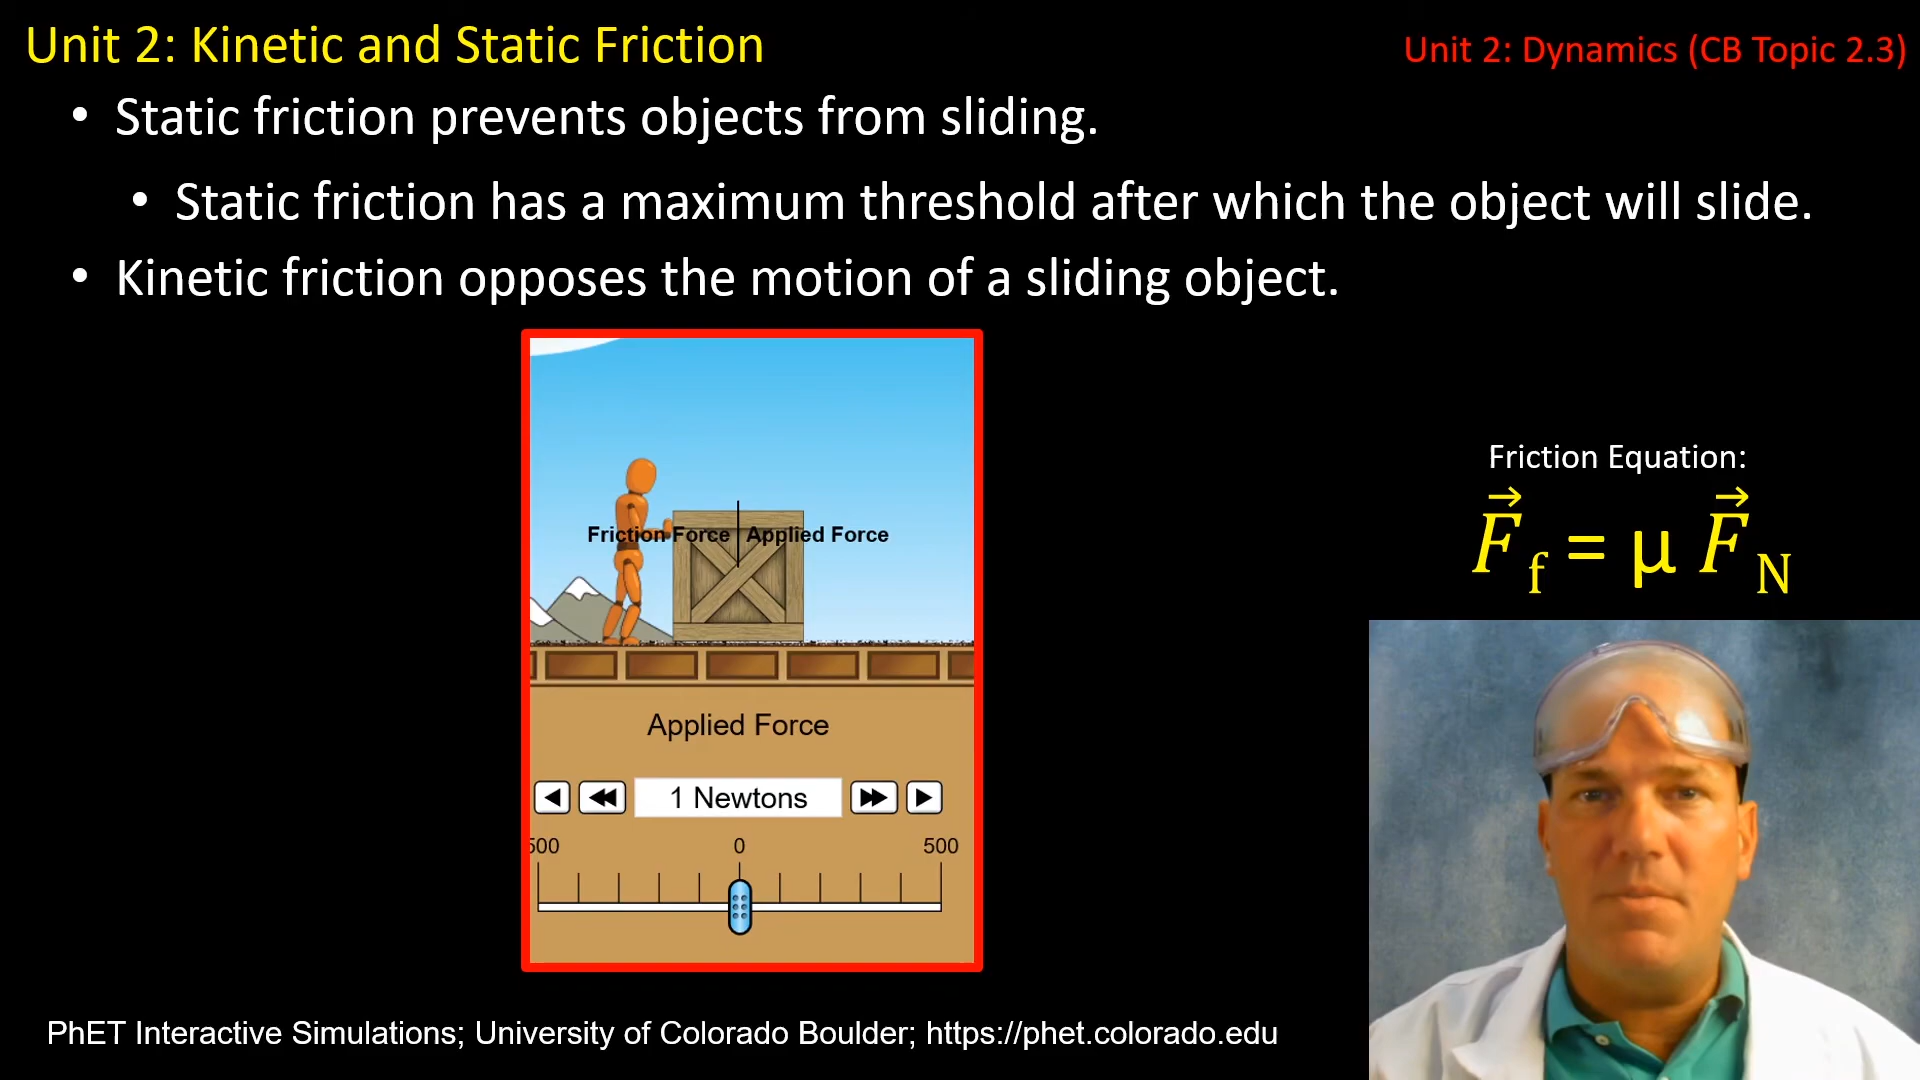 Unit 2: Kinetic and Static Friction
Unit 2: Dynamics (CB Topic 2.3)
• Static friction prevents objects from sliding.
• Static friction has a maximum threshold after which the object will slide.
• Kinetic friction opposes the motion of a sliding object.
Friction Equation:
F⃗ f = μ F⃗ N
Friction Force Applied Force
Applied Force
1 Newtons
500 0 500
PhET Interactive Simulations; University of Colorado Boulder; https://phet.colorado.edu